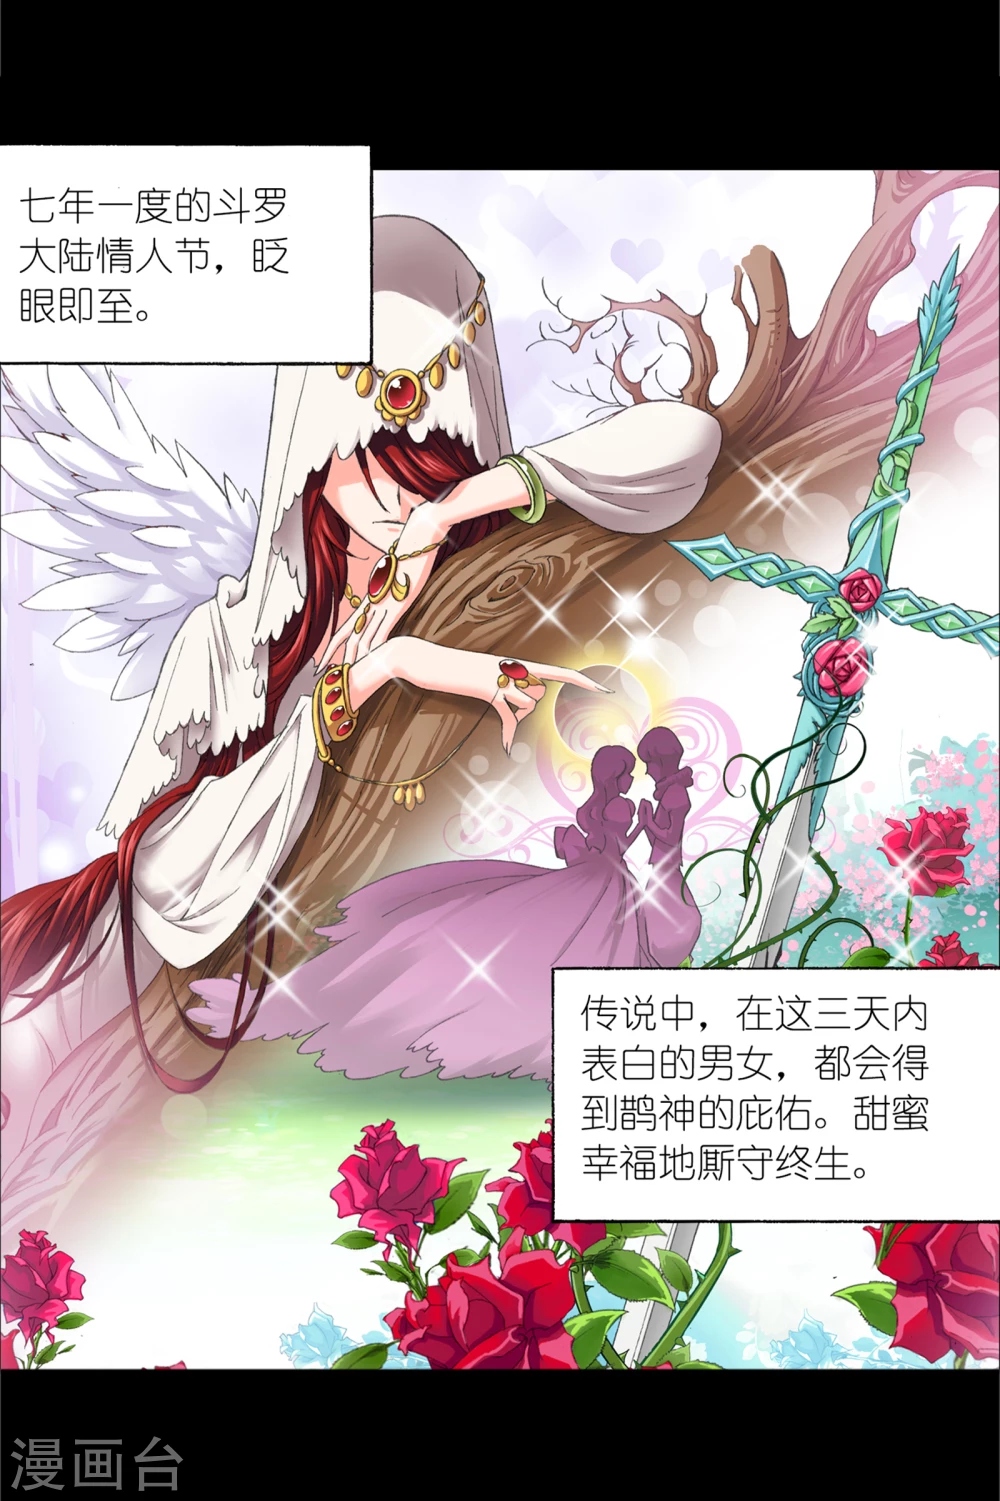 七年一度的斗罗
大陆情人节，眨
眼即至。
传说中，在这三天内
表白的男女，都会得
到鹊神的庇佑。甜蜜
幸福地厮守终生。
漫画台